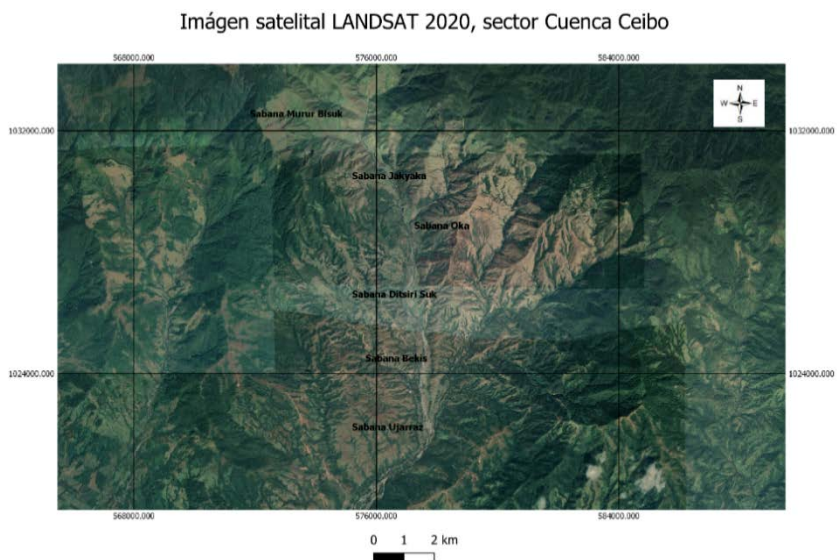 Imágen satelital LANDSAT 2020, sector Cuenca Ceibo
568000.000 576000.000 584000.000
N
W E
S
Sabana Murur Bisuk
1032000.000 1032000.000
Sabana Jakyaka
Sabana Oka
Sabana Ditsiri Suk
Sabana Bekis
1024000.000 1024000.000
Sabana Ujarraz
568000.000 576000.000 584000.000
0 1 2 km